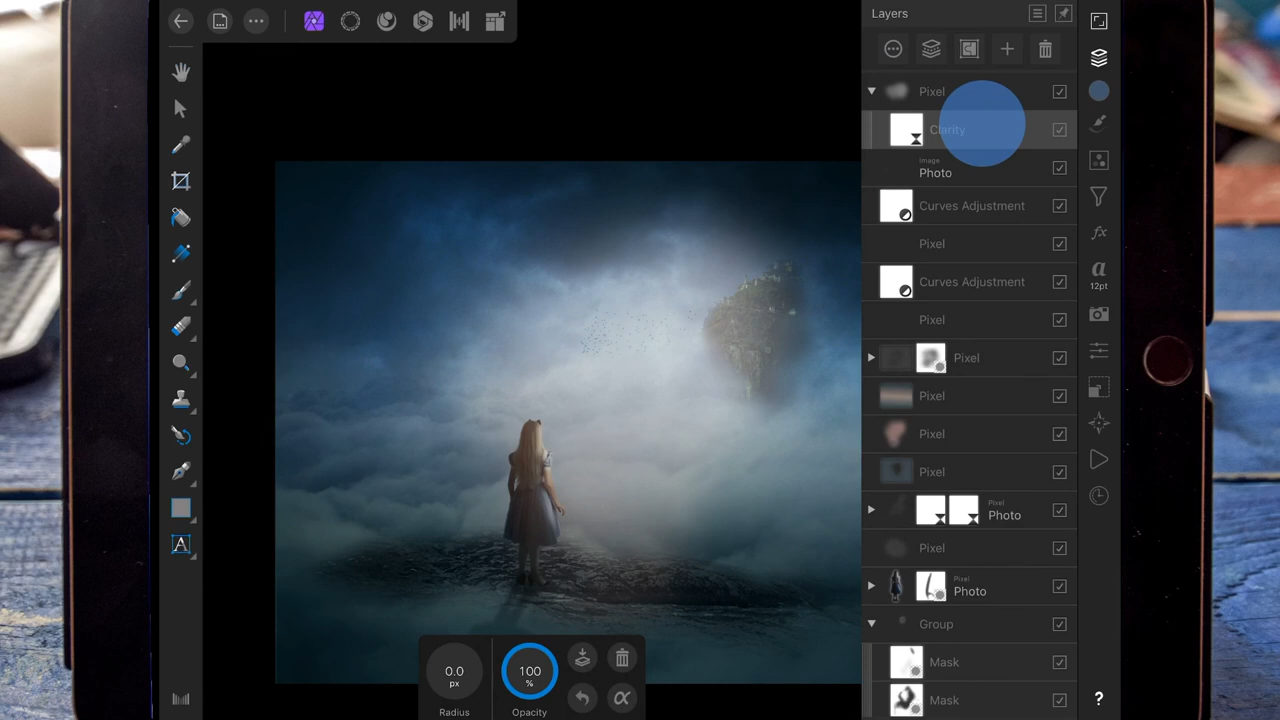 Layers
Pixel
Clarity
Image
Photo
Curves Adjustment
Pixel
Curves Adjustment
Pixel
Pixel
Pixel
Pixel
Pixel
Pixel
Photo
Pixel
Pixel
Photo
Group
Mask
Mask
a
12pt
fx
A
0.0
px
Radius
100
%
Opacity
α
?